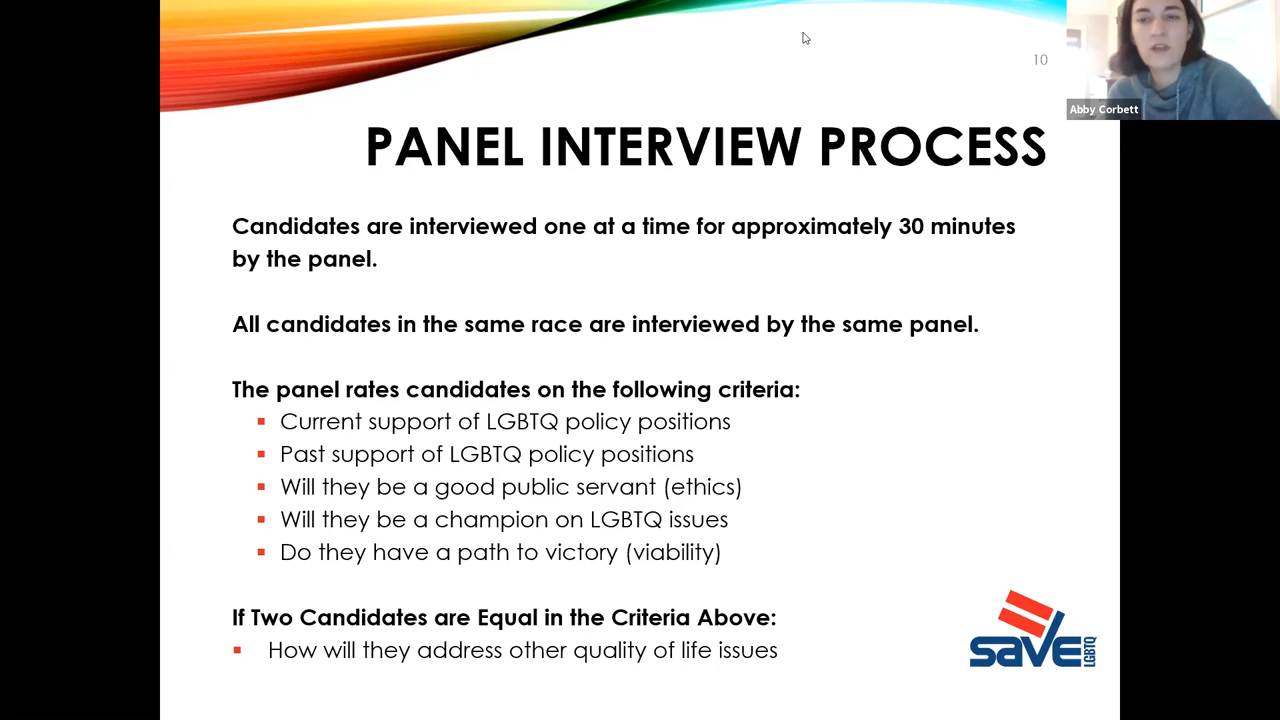 10
Abby Corbett
PANEL INTERVIEW PROCESS
Candidates are interviewed one at a time for approximately 30 minutes
by the panel.
All candidates in the same race are interviewed by the same panel.
The panel rates candidates on the following criteria:
▪ Current support of LGBTQ policy positions
▪ Past support of LGBTQ policy positions
▪ Will they be a good public servant (ethics)
▪ Will they be a champion on LGBTQ issues
▪ Do they have a path to victory (viability)
If Two Candidates are Equal in the Criteria Above:
▪ How will they address other quality of life issues
save
LGBTQ